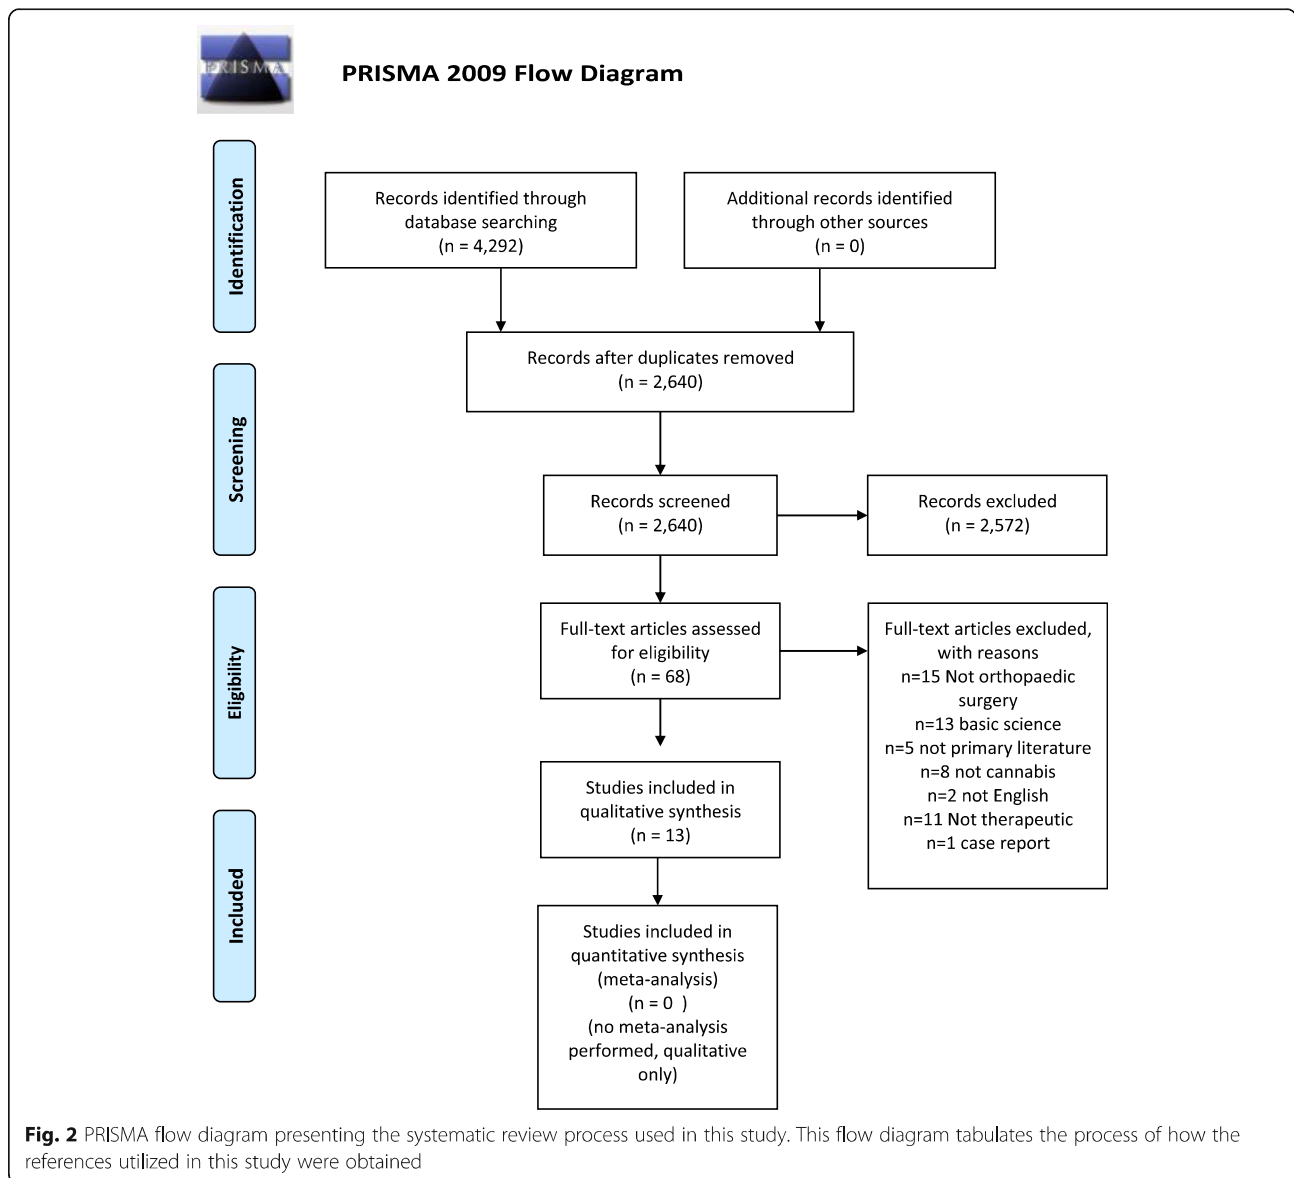 PRISMA
PRISMA 2009 Flow Diagram
Identification
Records identified through
database searching
(n = 4,292)
Additional records identified
through other sources
(n = 0)
Records after duplicates removed
(n = 2,640)
Screening
Records screened
(n = 2,640)
Records excluded
(n = 2,572)
Eligibility
Full-text articles assessed
for eligibility
(n = 68)
Full-text articles excluded,
with reasons
n=15 Not orthopaedic
surgery
n=13 basic science
n=5 not primary literature
n=8 not cannabis
n=2 not English
n=11 Not therapeutic
n=1 case report
Studies included in
qualitative synthesis
(n = 13)
Included
Studies included in
quantitative synthesis
(meta-analysis)
(n = 0  )
(no meta-analysis
performed, qualitative
only)
Fig. 2 PRISMA flow diagram presenting the systematic review process used in this study. This flow diagram tabulates the process of how the
references utilized in this study were obtained